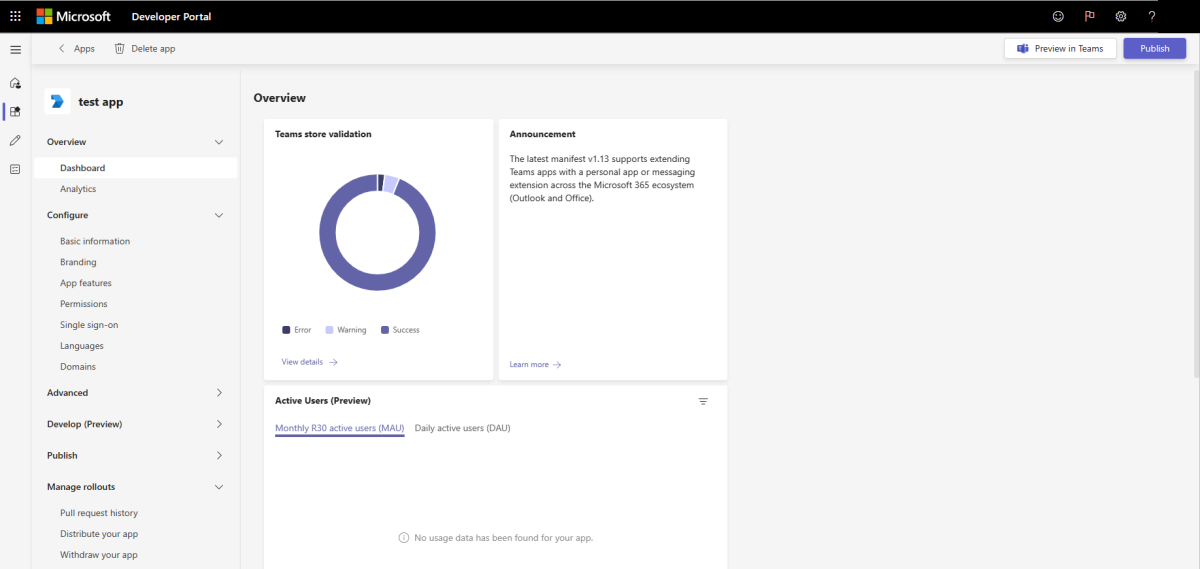 Microsoft Developer Portal ?
Apps Delete app Preview in Teams Publish
test app
Overview
Dashboard
Analytics
Configure
Basic information
Branding
App features
Permissions
Single sign-on
Languages
Domains
Advanced
Develop (Preview)
Publish
Manage rollouts
Pull request history
Distribute your app
Withdraw your app
Overview
Teams store validation
Error Warning Success
View details
Announcement
The latest manifest v1.13 supports extending
Teams apps with a personal app or messaging
extension across the Microsoft 365 ecosystem
(Outlook and Office).
Learn more
Active Users (Preview)
Monthly R30 active users (MAU) Daily active users (DAU)
No usage data has been found for your app.